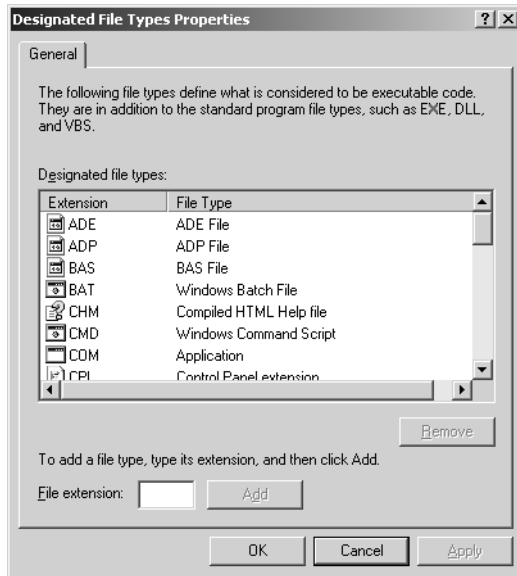 Designated File Types Properties
General
The following file types define what is considered to be executable code.
They are in addition to the standard program file types, such as EXE, DLL,
and VBS.
Designated file types:
Extension File Type
ADE ADE File
ADP ADP File
BAS BAS File
BAT Windows Batch File
CHM Compiled HTML Help file
CMD Windows Command Script
COM Application
CPL Control Panel extension
Remove
To add a file type, type its extension, and then click Add.
File extension: Add
OK Cancel Apply